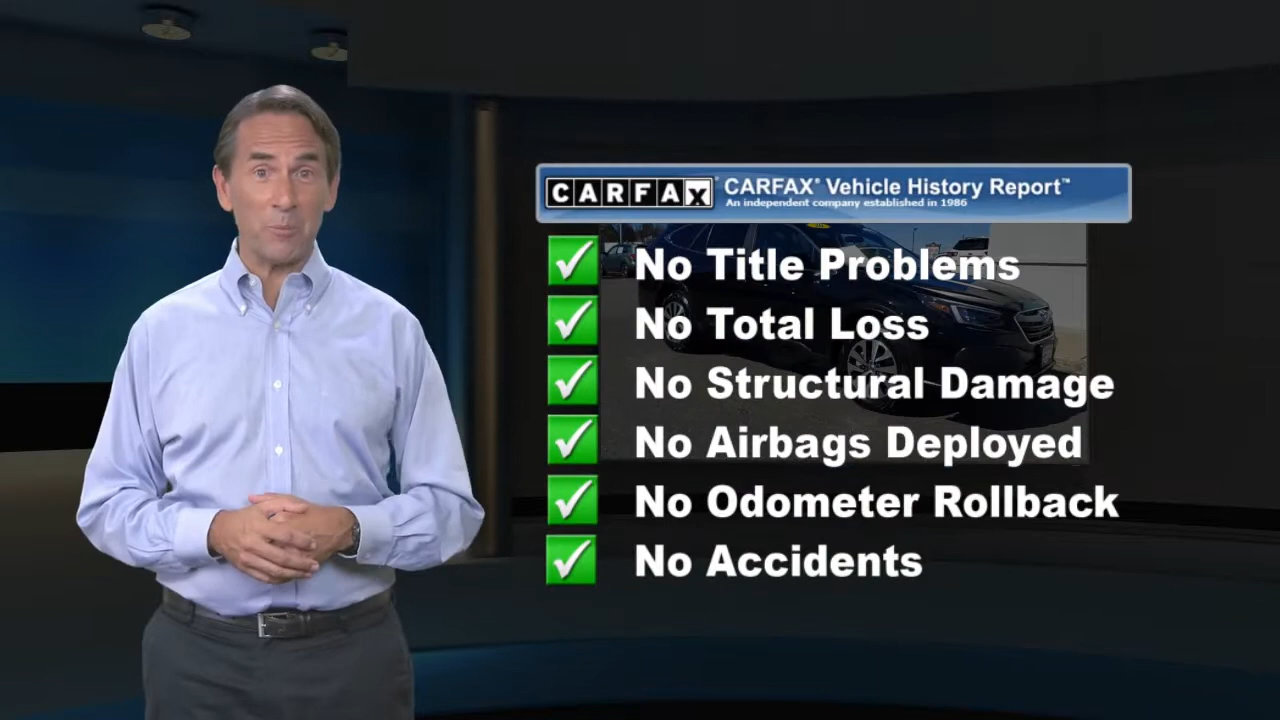 CARFAX® CARFAX® Vehicle History Report™
An independent company established in 1986
No Title Problems
No Total Loss
No Structural Damage
No Airbags Deployed
No Odometer Rollback
No Accidents